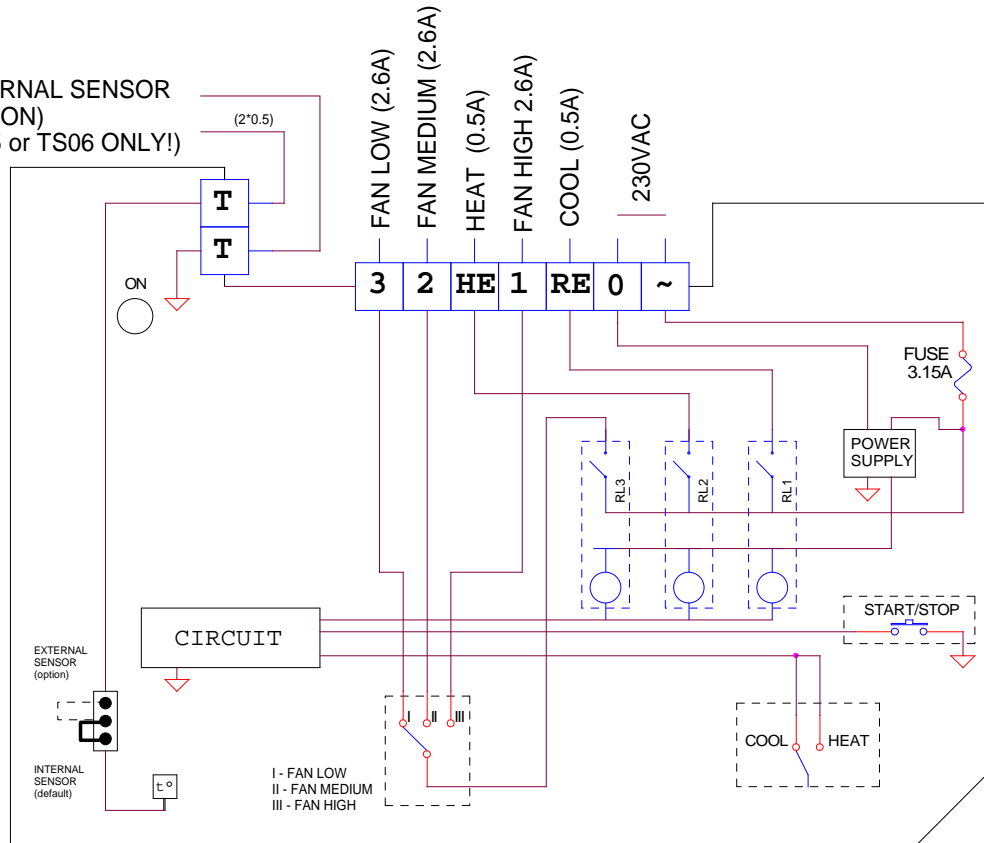 RNAL SENSOR
ON)
or TS06 ONLY!)
(2*0.5)
FAN LOW (2.6A)
FAN MEDIUM (2.6A)
HEAT (0.5A)
FAN HIGH 2.6A)
COOL (0.5A)
230VAC
T
T
ON
3 2 HE 1 RE 0 ~
FUSE
3.15A
POWER
SUPPLY
RL3
RL2
RL1
START/STOP
CIRCUIT
EXTERNAL
SENSOR
(option)
INTERNAL
SENSOR
(default)
t°
I II III
I - FAN LOW
II - FAN MEDIUM
III - FAN HIGH
COOL HEAT